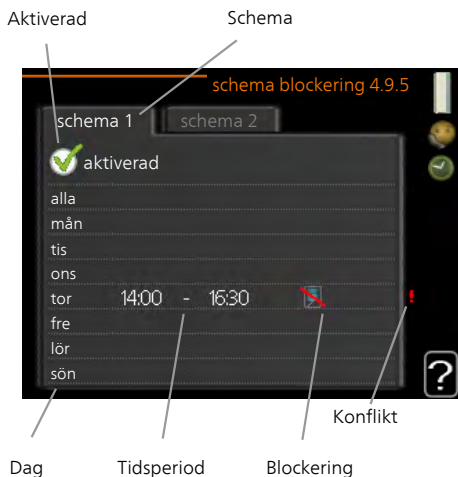 Aktiverad Schema
schema blockering 4.9.5
schema 1 schema 2
aktiverad
alla
mån
tis
ons
tor 14:00 - 16:30 !
fre
lör
sön
?
Konflikt
Dag Tidsperiod Blockering